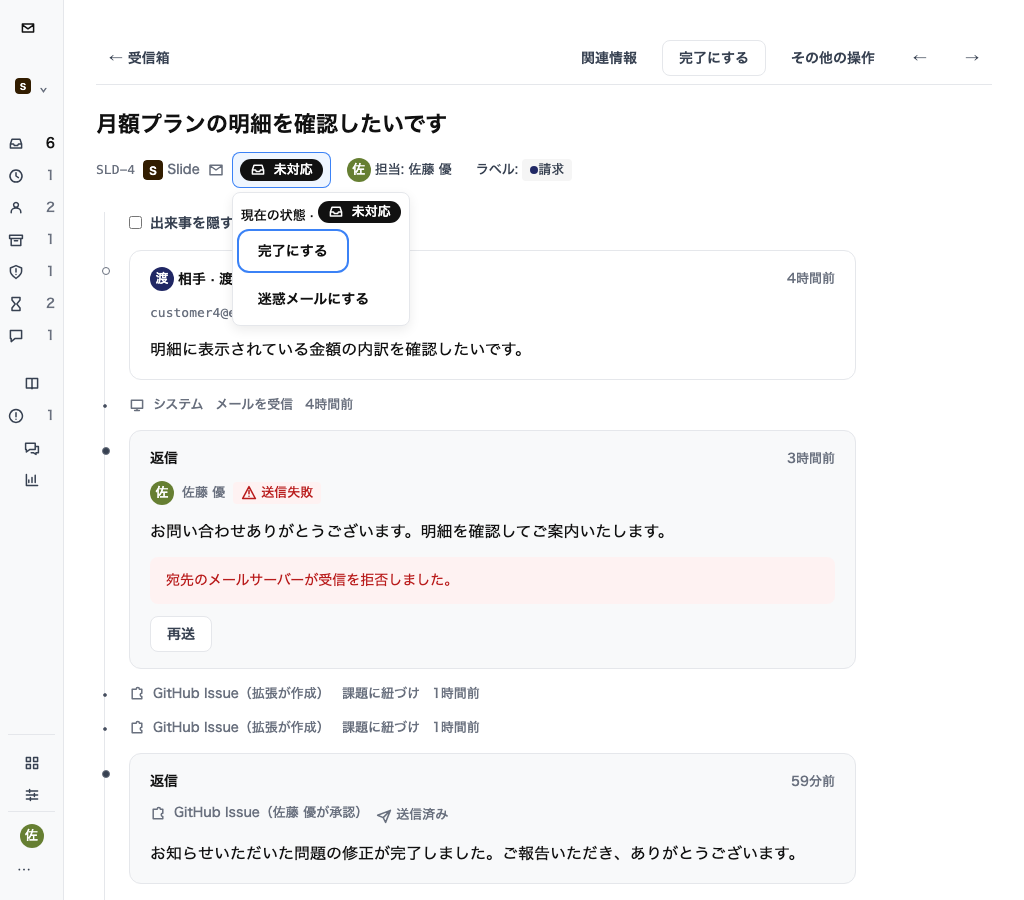 S
6
1
2
1
1
2
1
1
佐
…
← 受信箱
関連情報
完了にする
その他の操作
←
→
月額プランの明細を確認したいです
SLD-4 S Slide 未対応 佐 担当: 佐藤 優 ラベル: 請求
現在の状態 · 未対応
完了にする
迷惑メールにする
出来事を隠す
渡 相手 · 渡
4時間前
customer4@e
明細に表示されている金額の内訳を確認したいです。
システム メールを受信 4時間前
返信
3時間前
佐 佐藤 優 送信失敗
お問い合わせありがとうございます。明細を確認してご案内いたします。
宛先のメールサーバーが受信を拒否しました。
再送
GitHub Issue（拡張が作成） 課題に紐づけ 1時間前
GitHub Issue（拡張が作成） 課題に紐づけ 1時間前
返信
59分前
GitHub Issue（佐藤 優が承認） 送信済み
お知らせいただいた問題の修正が完了しました。ご報告いただき、ありがとうございます。